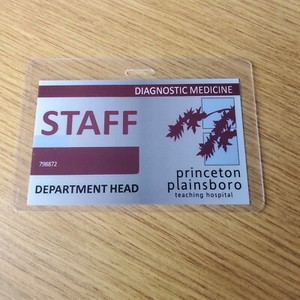 DIAGNOSTIC MEDICINE
STAFF
798872
DEPARTMENT HEAD
princeton
plainsboro
teaching hospital